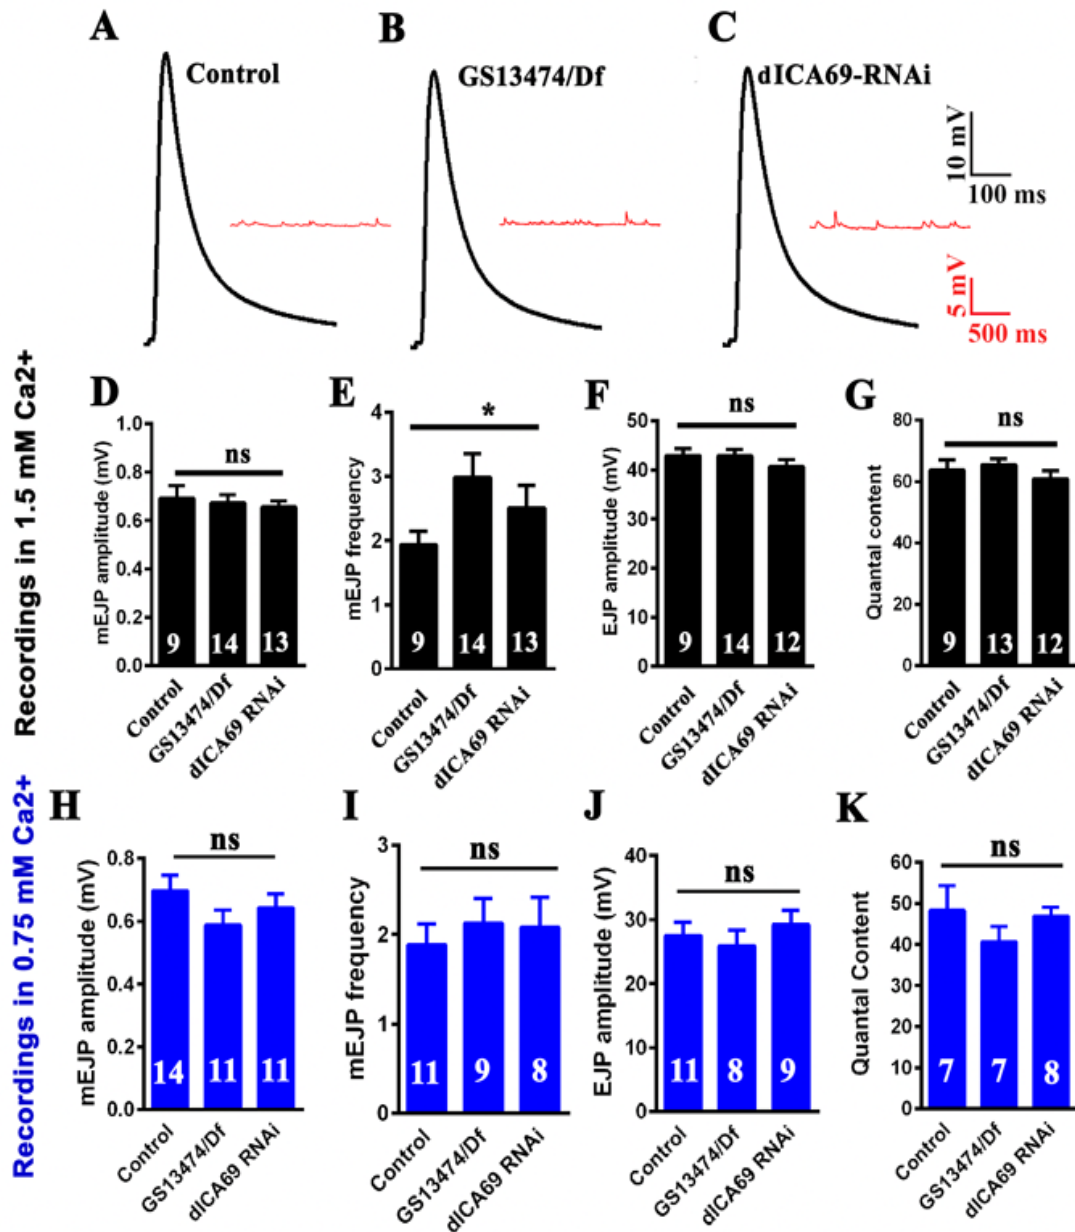 A
B
C
Control
GS13474/Df
dICA69-RNAi
10 mV
100 ms
5 mV
500 ms
Recordings in 1.5 mM Ca2+
D
E
F
G
mEJP amplitude (mV)
1.0
0.8
0.6
0.4
0.2
0.0
ns
9
14
13
Control
GS13474/Df
dICA69 RNAi
mEJP frequency
4
3
2
1
0
*
9
14
13
Control
GS13474/Df
dICA69 RNAi
EJP amplitude (mV)
50
40
30
20
10
0
ns
9
14
12
Control
GS13474/Df
dICA69 RNAi
Quantal content
80
60
40
20
0
ns
9
13
12
Control
GS13474/Df
dICA69 RNAi
Recordings in 0.75 mM Ca2+
H
I
J
K
mEJP amplitude (mV)
0.8
0.6
0.4
0.2
0.0
ns
14
11
11
Control
GS13474/Df
dICA69 RNAi
mEJP frequency
3
2
1
0
ns
11
9
8
Control
GS13474/Df
dICA69 RNAi
EJP amplitude (mV)
40
30
20
10
0
ns
11
8
9
Control
GS13474/Df
dICA69 RNAi
Quantal Content
60
50
40
30
20
10
0
ns
7
7
8
Control
GS13474/Df
dICA69 RNAi